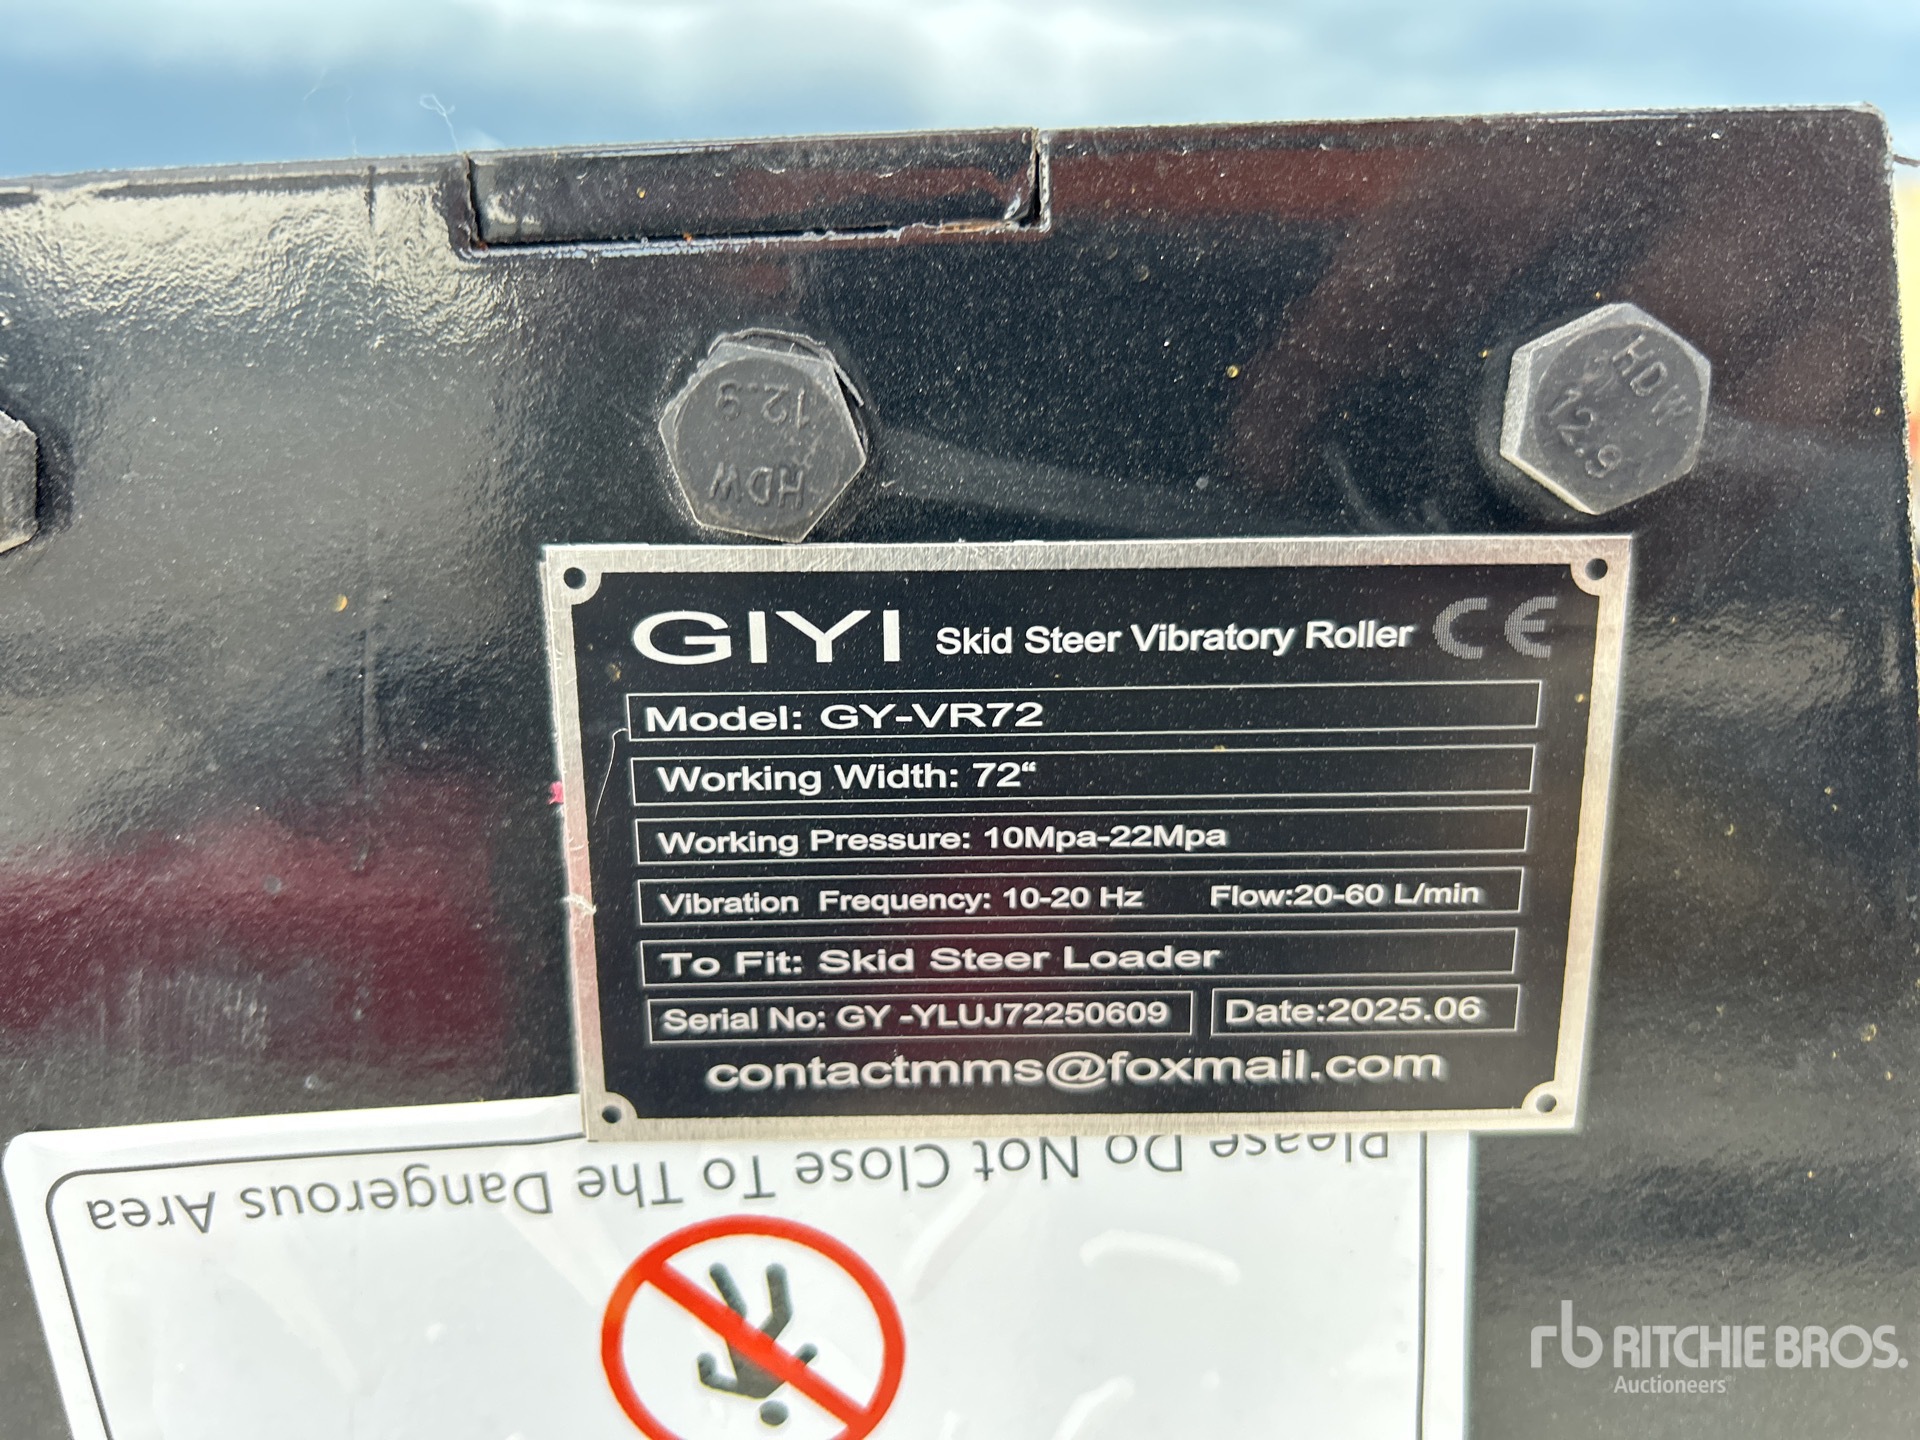 12.9
HDW
HDW
12.9
GIYI Skid Steer Vibratory Roller CE
Model: GY-VR72
Working Width: 72“
Working Pressure: 10Mpa-22Mpa
Vibration Frequency: 10-20 Hz Flow:20-60 L/min
To Fit: Skid Steer Loader
Serial No: GY -YLUJ72250609 Date:2025.06
contactmms@foxmail.com
Please Do Not Close To The Dangerous Area
rb RITCHIE BROS.
Auctioneers